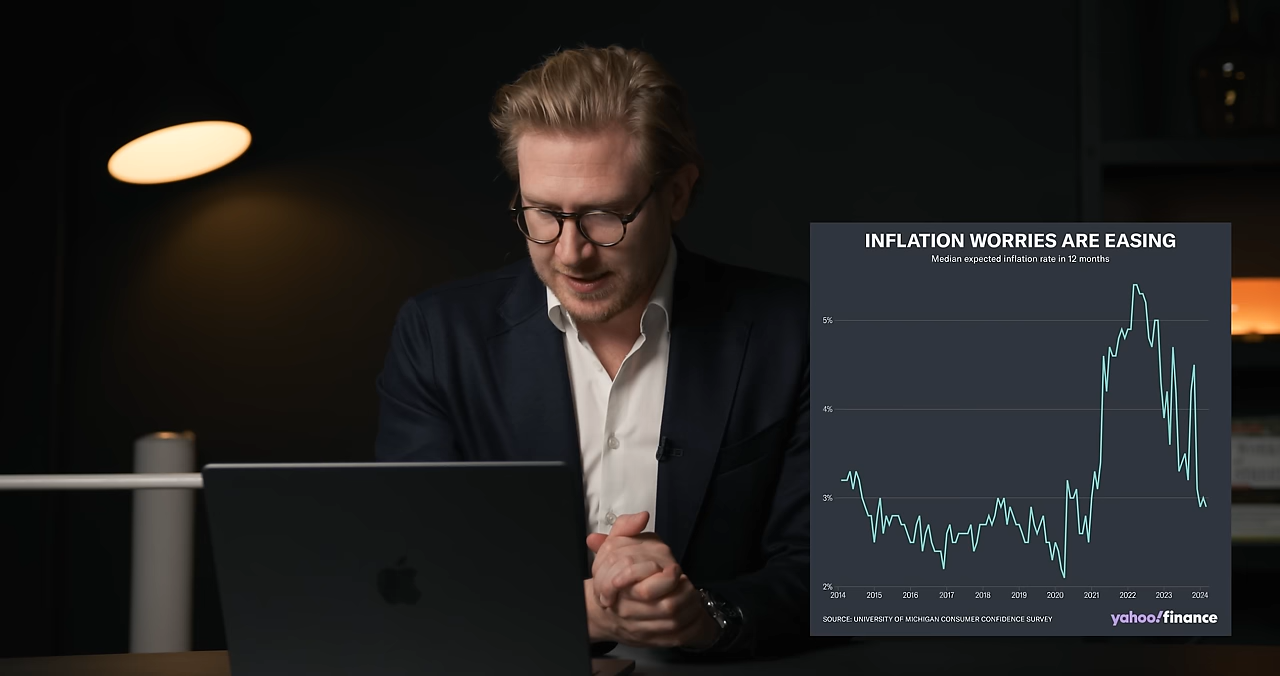 INFLATION WORRIES ARE EASING
Median expected inflation rate in 12 months
5%
4%
3%
2%
2014 2015 2016 2017 2018 2019 2020 2021 2022 2023 2024
SOURCE: UNIVERSITY OF MICHIGAN CONSUMER CONFIDENCE SURVEY
yahoo!finance